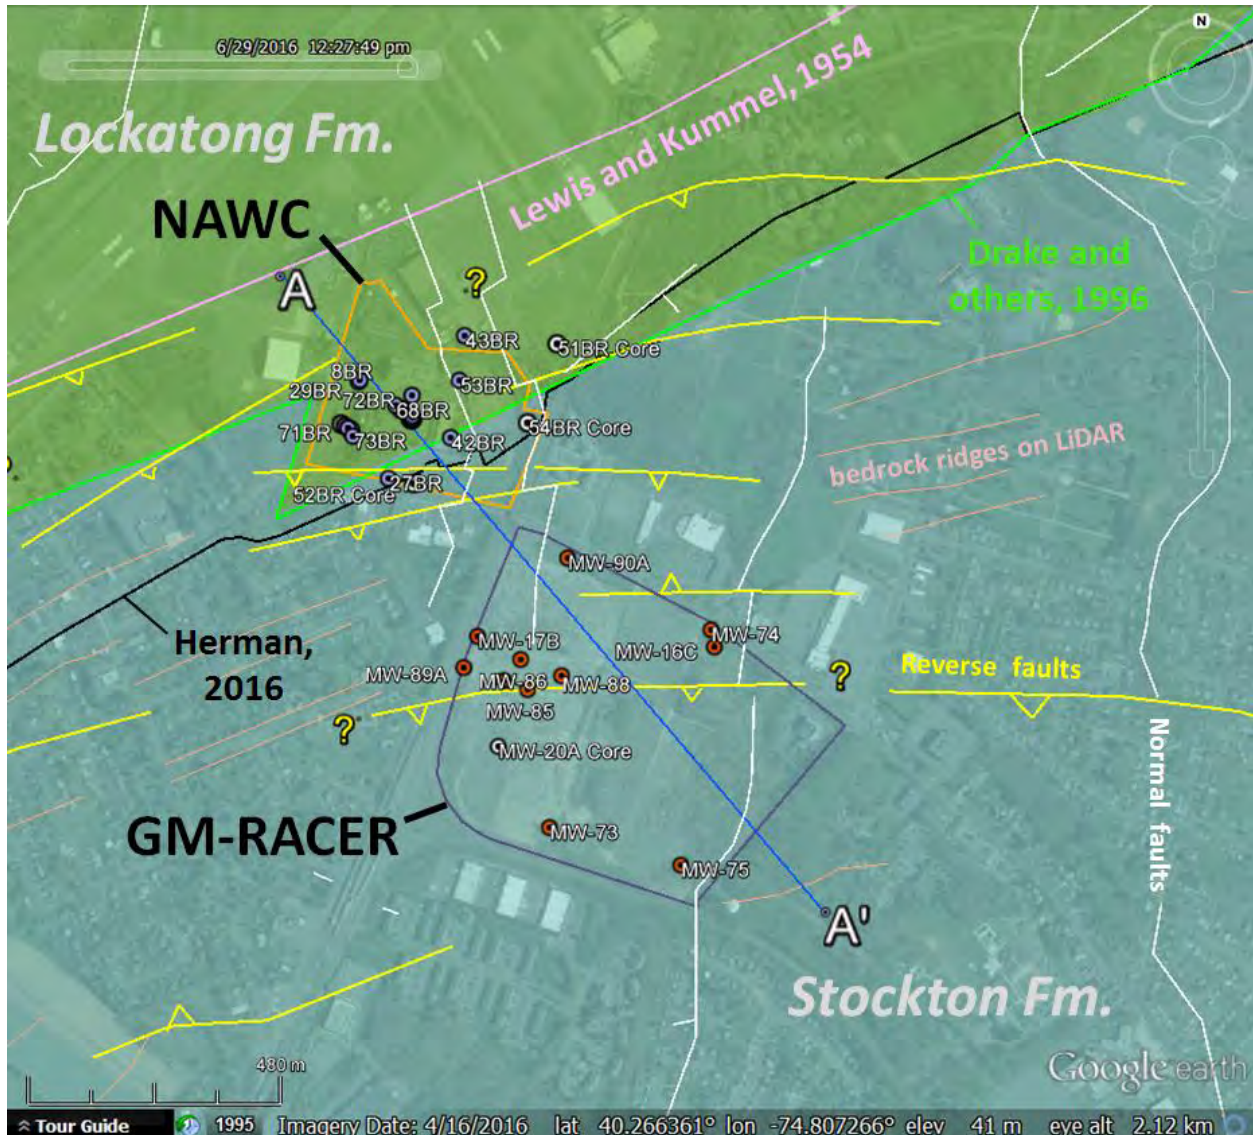 6/29/2016 12:27:49 pm
N
Lockatong Fm.
Lewis and Kummel, 1954
NAWC
A
?
Drake and
others, 1996
43BR
51BR Core
8BR
29BR
53BR
72BR
68BR
71BR
73BR
42BR
54BR Core
bedrock ridges on LiDAR
52BR Core
MW-90A
Herman,
2016
MW-17B
MW-74
MW-16C
MW-89A
MW-86
MW-88
Reverse faults
?
MW-85
?
MW-20A Core
Normal faults
GM-RACER
MW-73
MW-75
A'
Stockton Fm.
480 m
Google earth
Tour Guide
1995
Imagery Date: 4/16/2016 lat 40.266361° lon -74.807266° elev 41 m eye alt 2.12 km